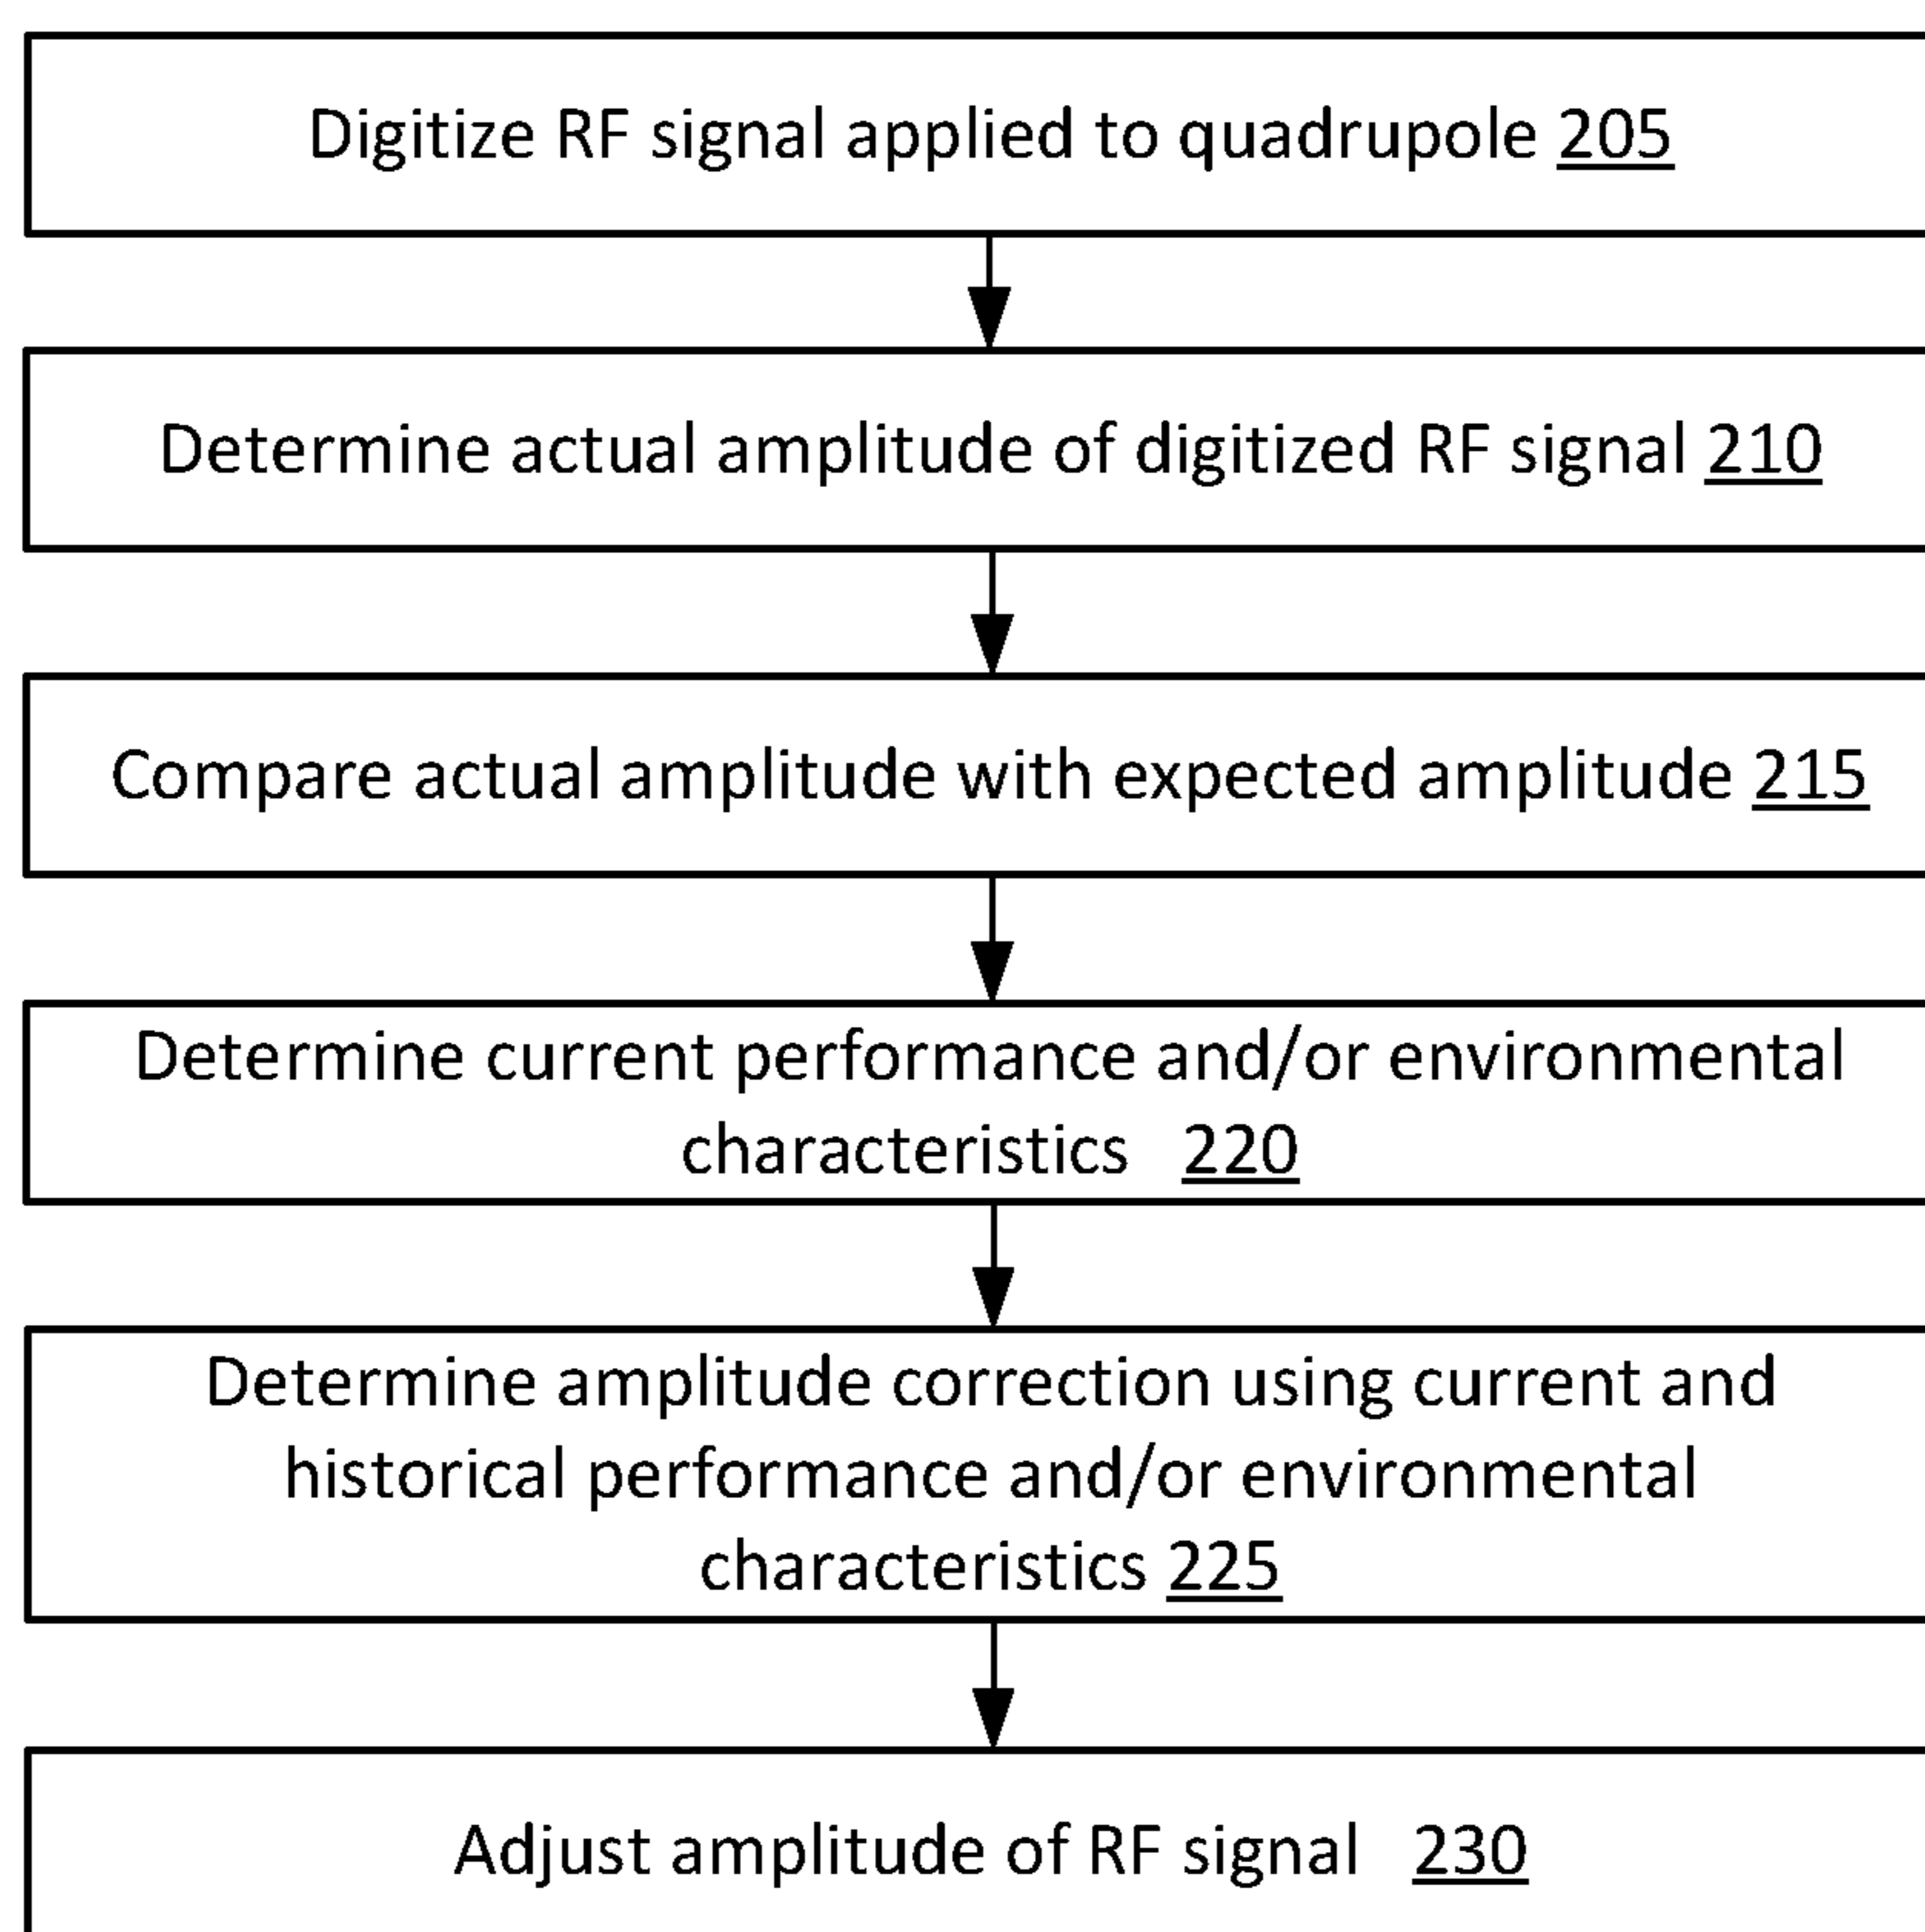 Digitize RF signal applied to quadrupole 205
Determine actual amplitude of digitized RF signal 210
Compare actual amplitude with expected amplitude 215
Determine current performance and/or environmental
characteristics 220
Determine amplitude correction using current and
historical performance and/or environmental
characteristics 225
Adjust amplitude of RF signal 230